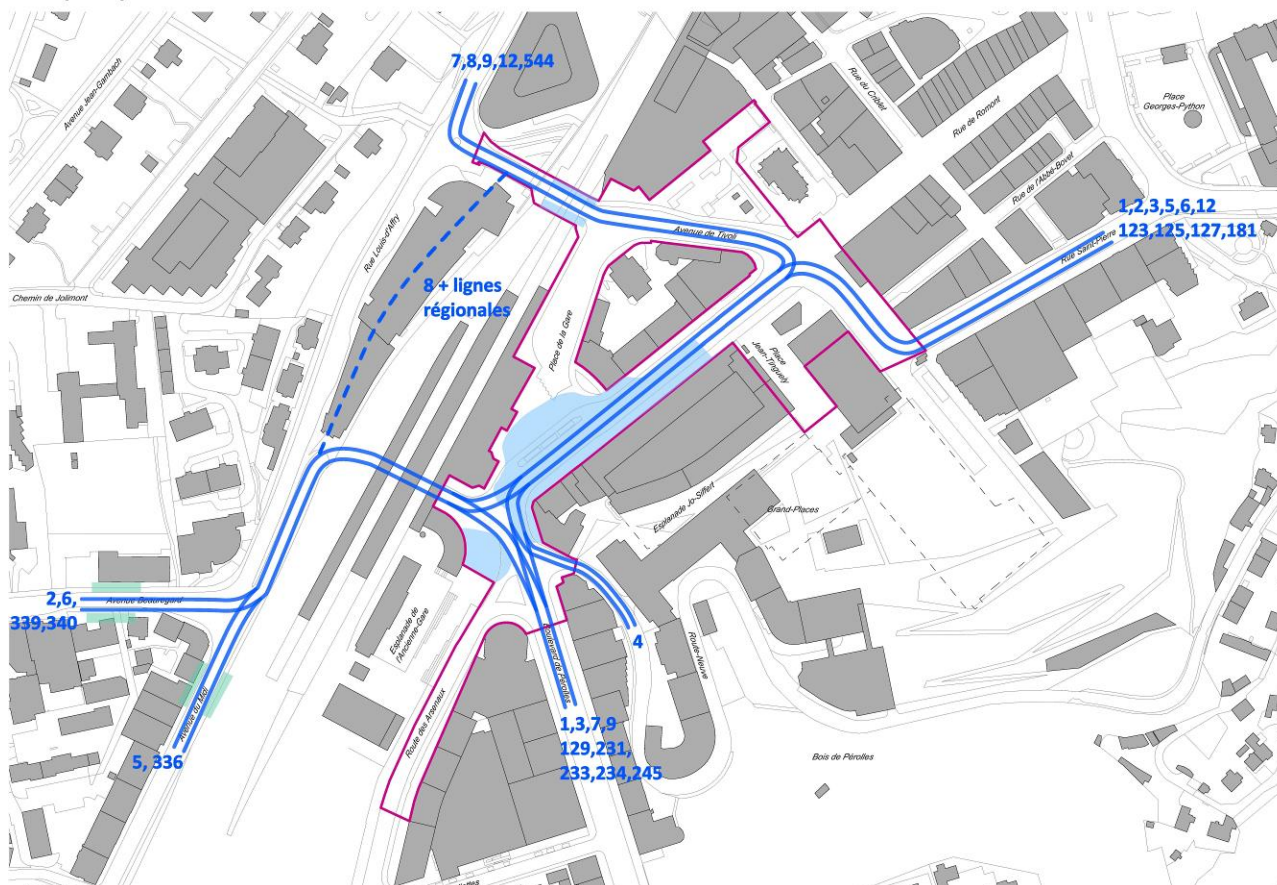 7,8,9,12,544
Avenue Jean-Gambach
Rue du Criblet
Place
Georges-Python
Rue de Romont
Rue de l'Abbé-Bovet
1,2,3,5,6,12
123,125,127,181
Rue Saint-Pierre
Avenue de Tivoli
Rue Louis-d'Affry
Chemin de Jolimont
8 + lignes
régionales
Place de la Gare
Place
Jean-Tinguely
Esplanade Jo-Siffert
Grand-Places
Avenue Beauregard
2,6,
339,340
Esplanade de
l'Ancienne-Gare
4
Route-Neuve
Boulevard de Pérolles
Route des Arsenaux
Avenue du Midi
5, 336
1,3,7,9
129,231,
233,234,245
Bois de Pérolles